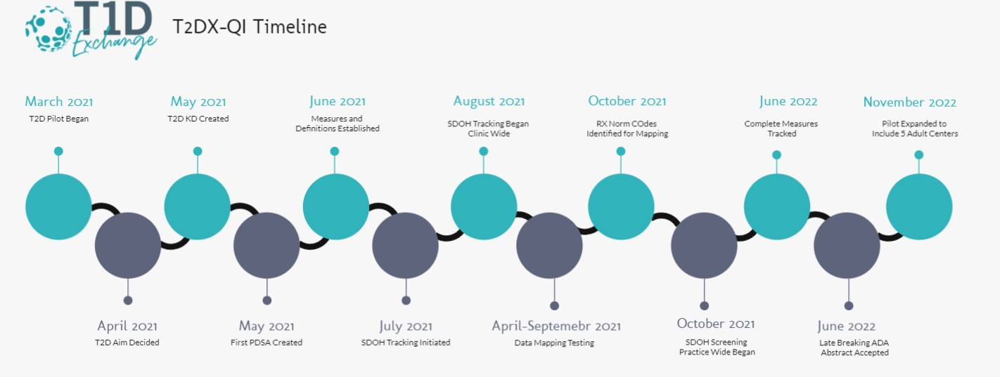 T1D
Exchange
T2DX-QI Timeline
March 2021
T2D Pilot Began
April 2021
T2D Aim Decided
May 2021
T2D KD Created
May 2021
First PDSA Created
June 2021
Measures and
Definitions Established
July 2021
SDOH Tracking Initiated
August 2021
SDOH Tracking Began
Clinic Wide
April-Septemebr 2021
Data Mapping Testing
October 2021
RX Norm COdes
Identified for Mapping
October 2021
SDOH Screening
Practice Wide Began
June 2022
Complete Measures
Tracked
June 2022
Late Breaking ADA
Abstract Accepted
November 2022
Pilot Expanded to
Include 5 Adult Centers